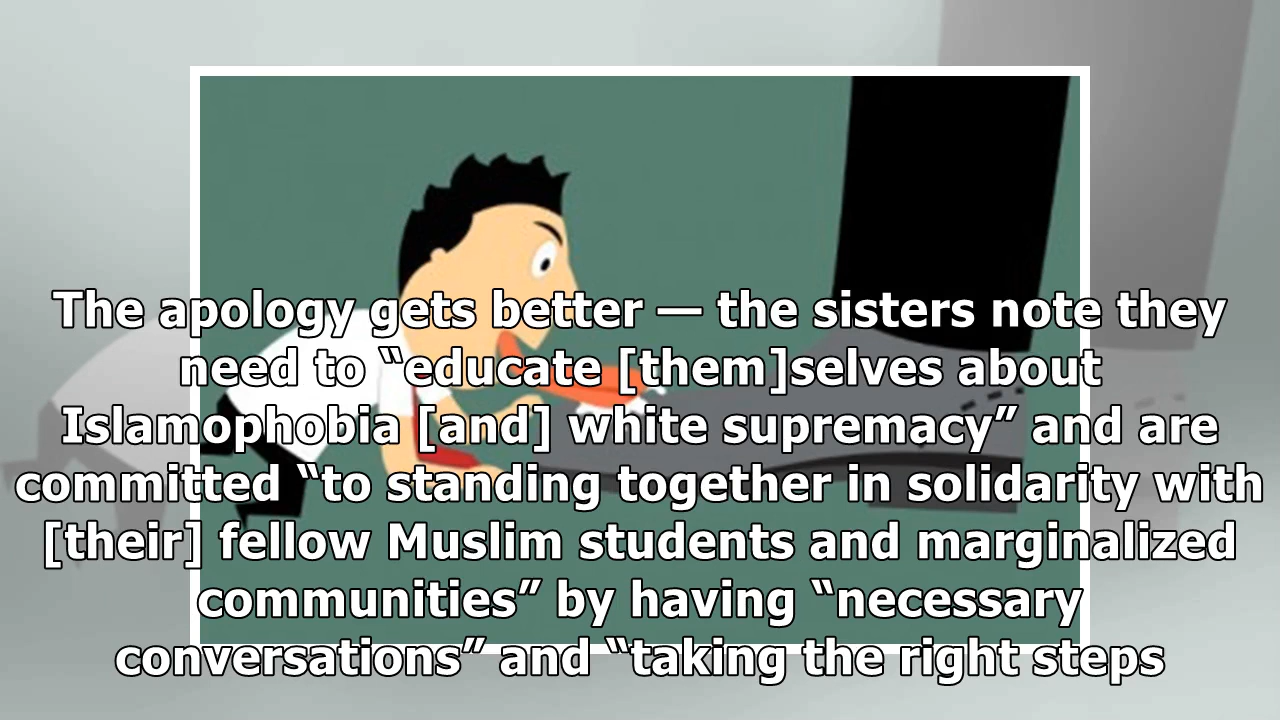 The apology gets better — the sisters note they
need to “educate [them]selves about
Islamophobia [and] white supremacy” and are
committed “to standing together in solidarity with
[their] fellow Muslim students and marginalized
communities” by having “necessary
conversations” and “taking the right steps